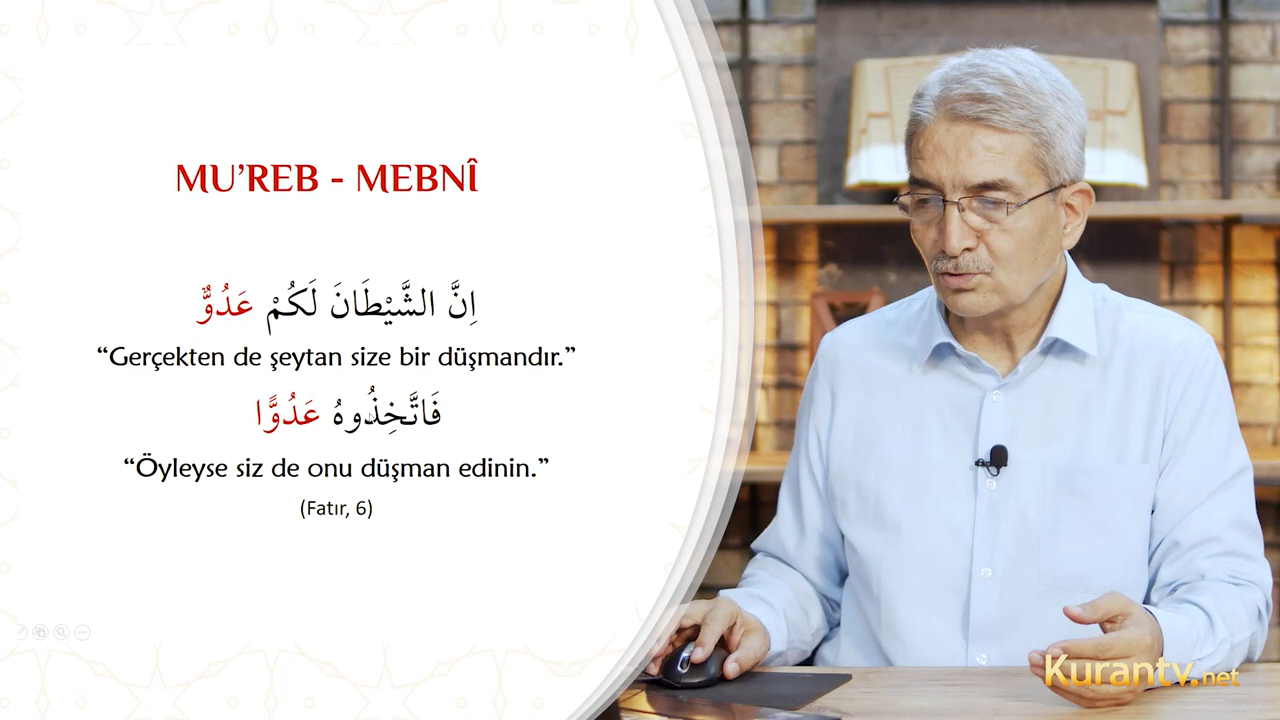 MU’REB - MEBNÎ
اِنَّ الشَّيْطَانَ لَكُمْ عَدُوٌّ
“Gerçekten de şeytan size bir düşmandır.”
فَاتَّخِذُوهُ عَدُوًّا
“Öyleyse siz de onu düşman edinin.”
(Fatır, 6)
Kurantv.net